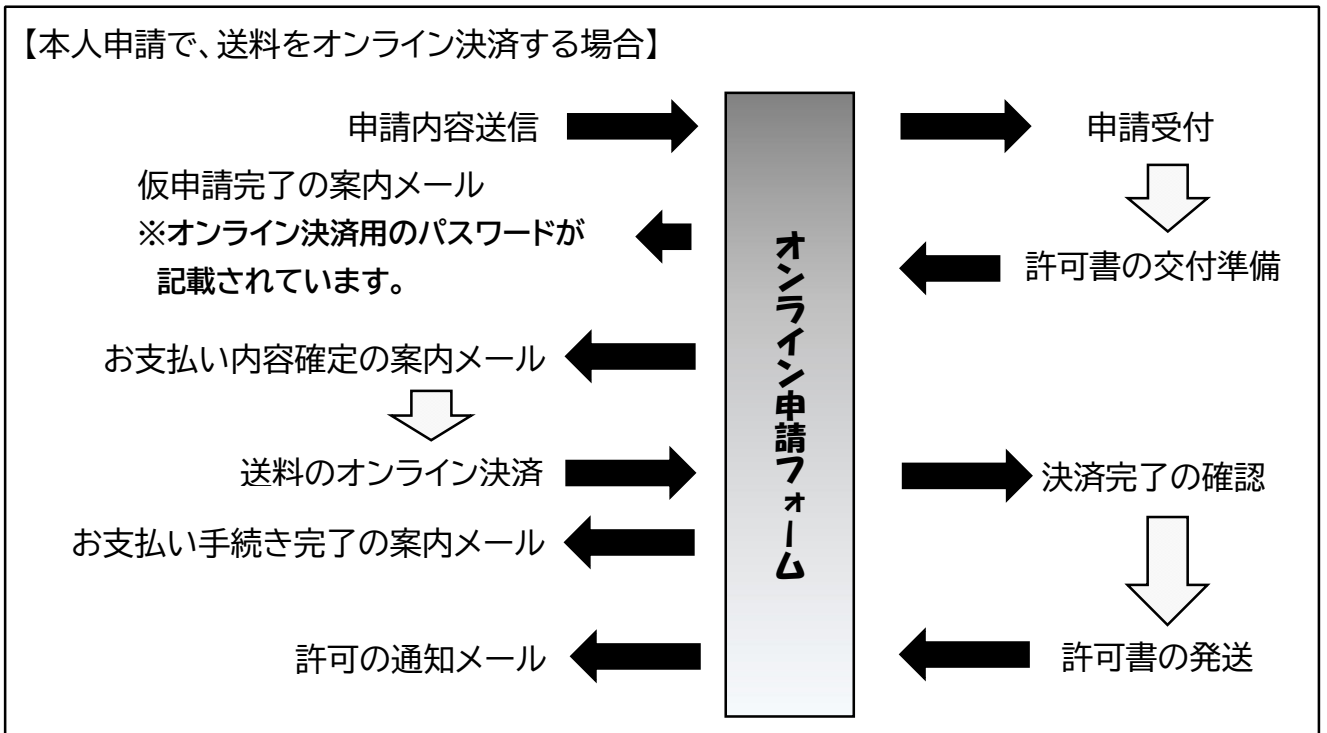 【本人申請で、送料をオンライン決済する場合】
申請内容送信
申請受付
仮申請完了の案内メール
※オンライン決済用のパスワードが
記載されています。
許可書の交付準備
オンライン申請フォーム
お支払い内容確定の案内メール
送料のオンライン決済
決済完了の確認
お支払い手続き完了の案内メール
許可の通知メール
許可書の発送